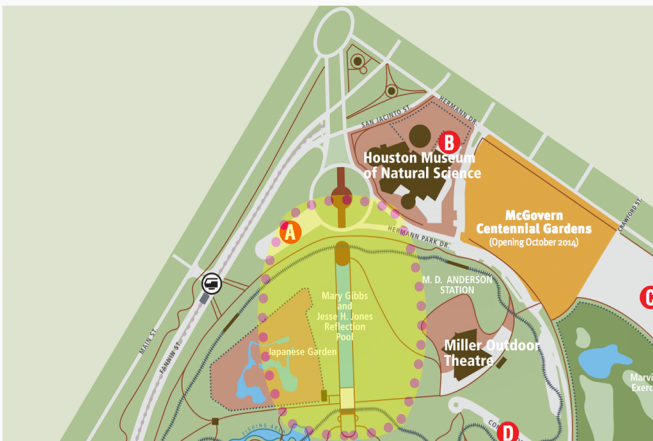 SAN JACINTO ST.
HERMANN DR.
B
Houston Museum
of Natural Science
McGovern
Centennial Gardens
(Opening October 2014)
CRAWFORD ST.
A
HERMANN PARK DR.
M. D. ANDERSON
STATION
C
Mary Gibbs
and
Jesse H. Jones
Reflection
Pool
MAIN ST.
FANNIN ST.
Japanese Garden
Miller Outdoor
Theatre
Marvi
Exerc
D